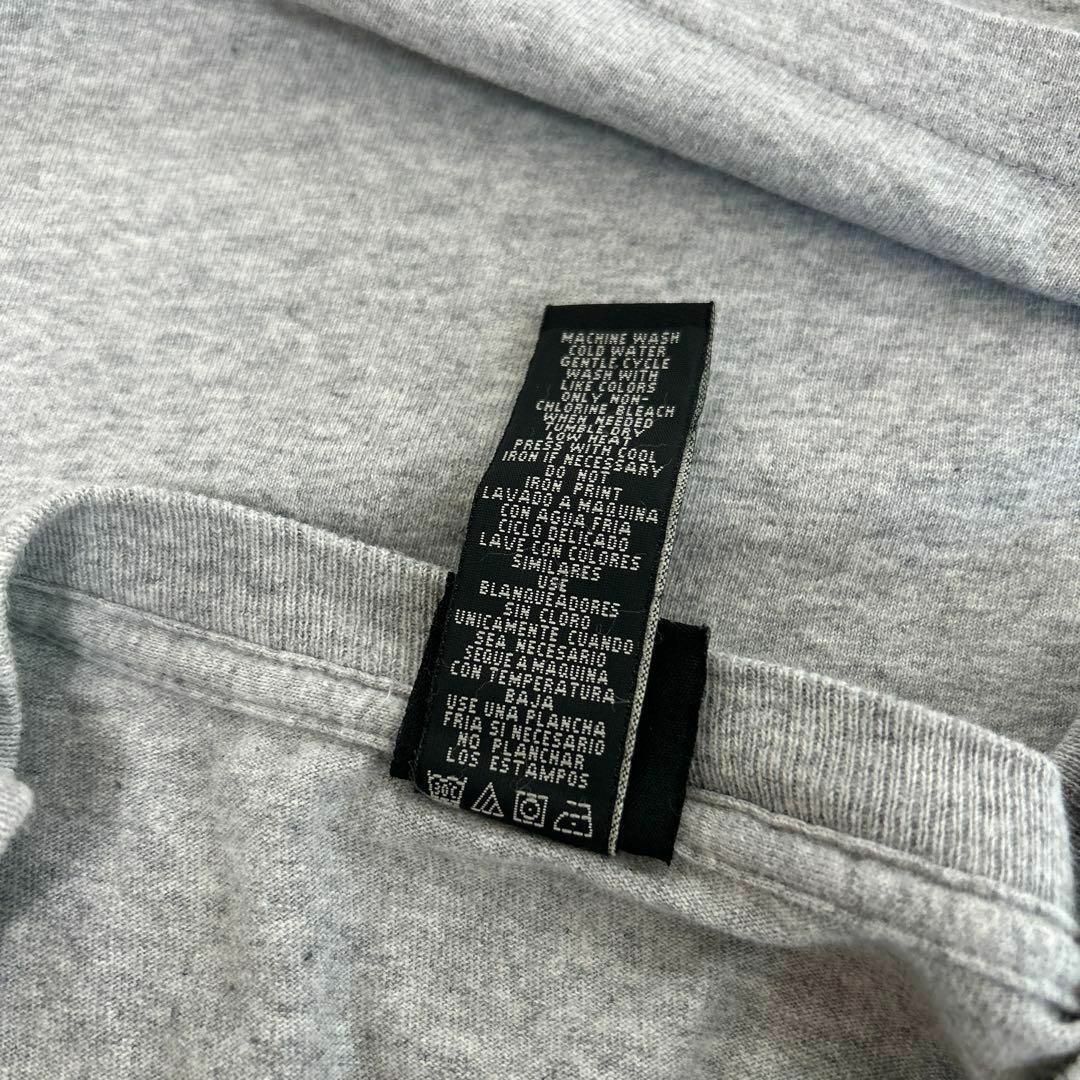 MACHINE WASH
COLD WATER
GENTLE CYCLE
WASH WITH
LIKE COLORS
ONLY NON-
CHLORINE BLEACH
WHEN NEEDED
TUMBLE DRY
LOW HEAT
PRESS WITH COOL
IRON IF NECESSARY
DO NOT
IRON PRINT
LAVADO A MAQUINA
CON AGUA FRIA
CICLO DELICADO
LAVE CON COLORES
SIMILARES
USE
BLANQUEADORES
SIN CLORO
UNICAMENTE CUANDO
SEA NECESARIO
SEQUE A MAQUINA
CON TEMPERATURA
BAJA
USE UNA PLANCHA
FRIA SI NECESARIO
NO PLANCHAR
LOS ESTAMPOS
30C